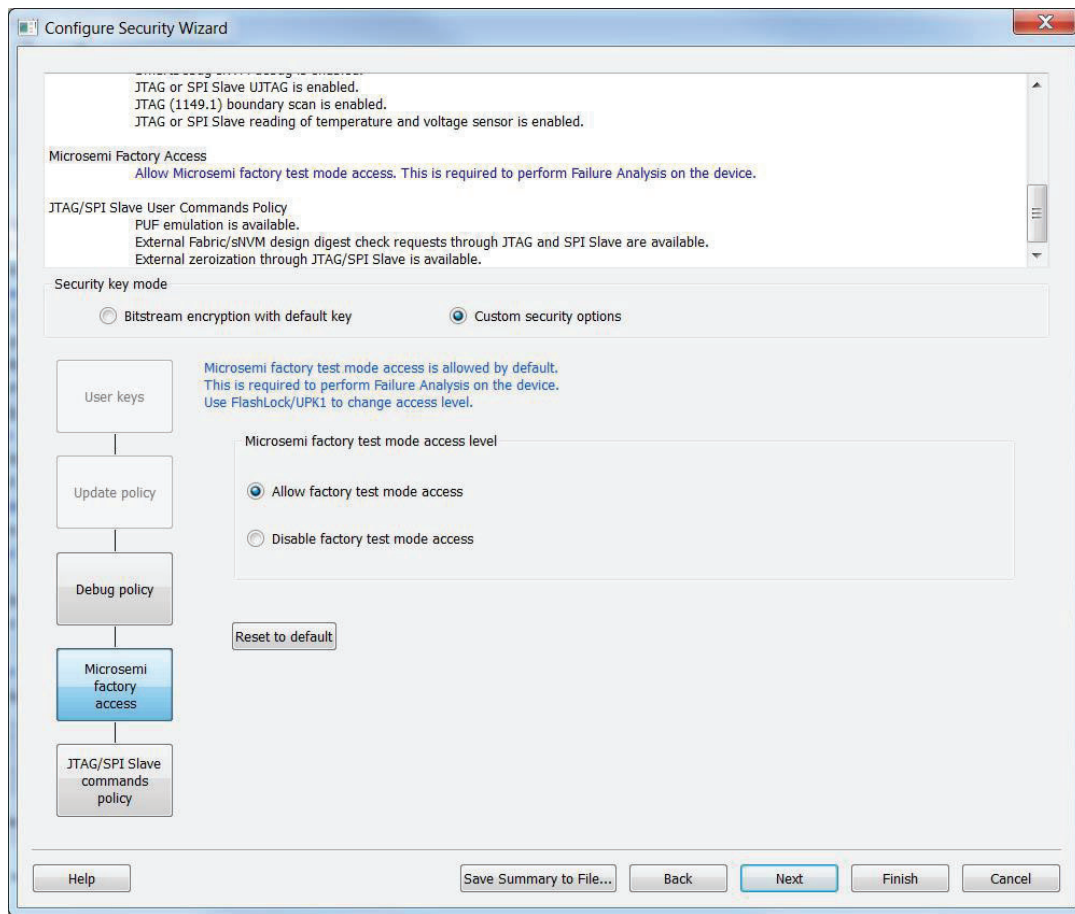 Configure Security Wizard
JTAG or SPI Slave UJTAG is enabled.
JTAG (1149.1) boundary scan is enabled.
JTAG or SPI Slave reading of temperature and voltage sensor is enabled.
Microsemi Factory Access
Allow Microsemi factory test mode access. This is required to perform Failure Analysis on the device.
JTAG/SPI Slave User Commands Policy
PUF emulation is available.
External Fabric/sNVM design digest check requests through JTAG and SPI Slave are available.
External zeroization through JTAG/SPI Slave is available.
Security key mode
Bitstream encryption with default key
Custom security options
User keys
Microsemi factory test mode access is allowed by default.
This is required to perform Failure Analysis on the device.
Use FlashLock/UPK1 to change access level.
Microsemi factory test mode access level
Allow factory test mode access
Update policy
Disable factory test mode access
Debug policy
Reset to default
Microsemi
factory
access
JTAG/SPI Slave
commands
policy
Help
Save Summary to File...
Back
Next
Finish
Cancel